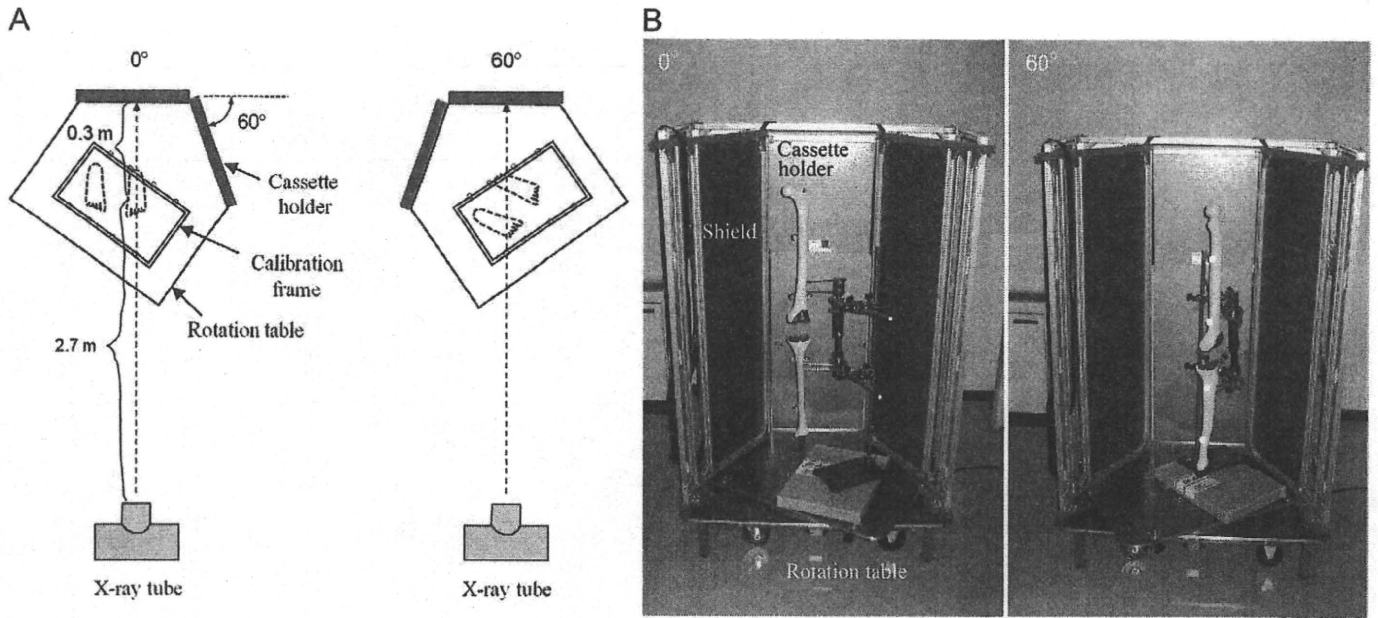 A
0°
60°
0.3 m
60°
Cassette
holder
Calibration
frame
Rotation table
2.7 m
X-ray tube
X-ray tube
B
0°
60°
Cassette
holder
Shield
Rotation table